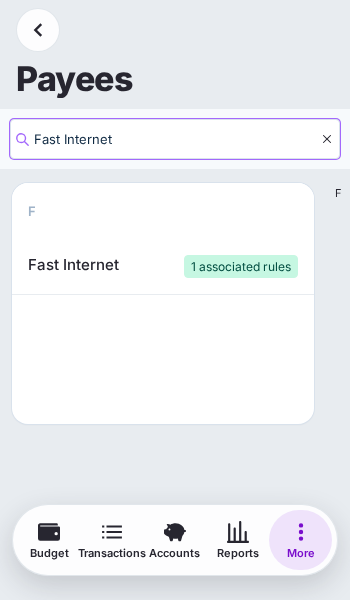 Payees
Fast Internet
F
F
Fast Internet
1 associated rules
Budget
Transactions
Accounts
Reports
More